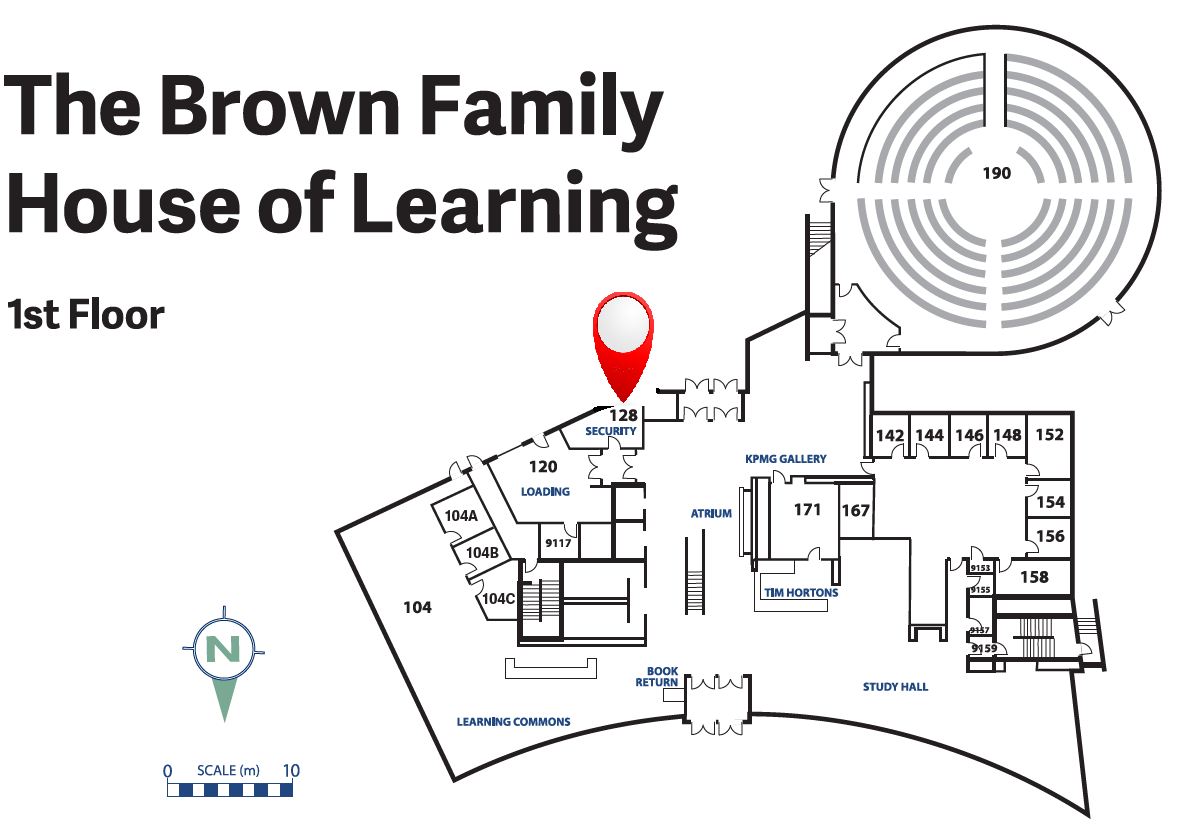 The Brown Family
House of Learning
1st Floor
190
128
SECURITY
120
LOADING
142
144
146
148
152
KPMG GALLERY
154
156
158
171
167
ATRIUM
104A
104B
104C
9117
104
TIM HORTONS
9153
9155
9157
9159
BOOK
RETURN
STUDY HALL
LEARNING COMMONS
N
0 SCALE (m) 10